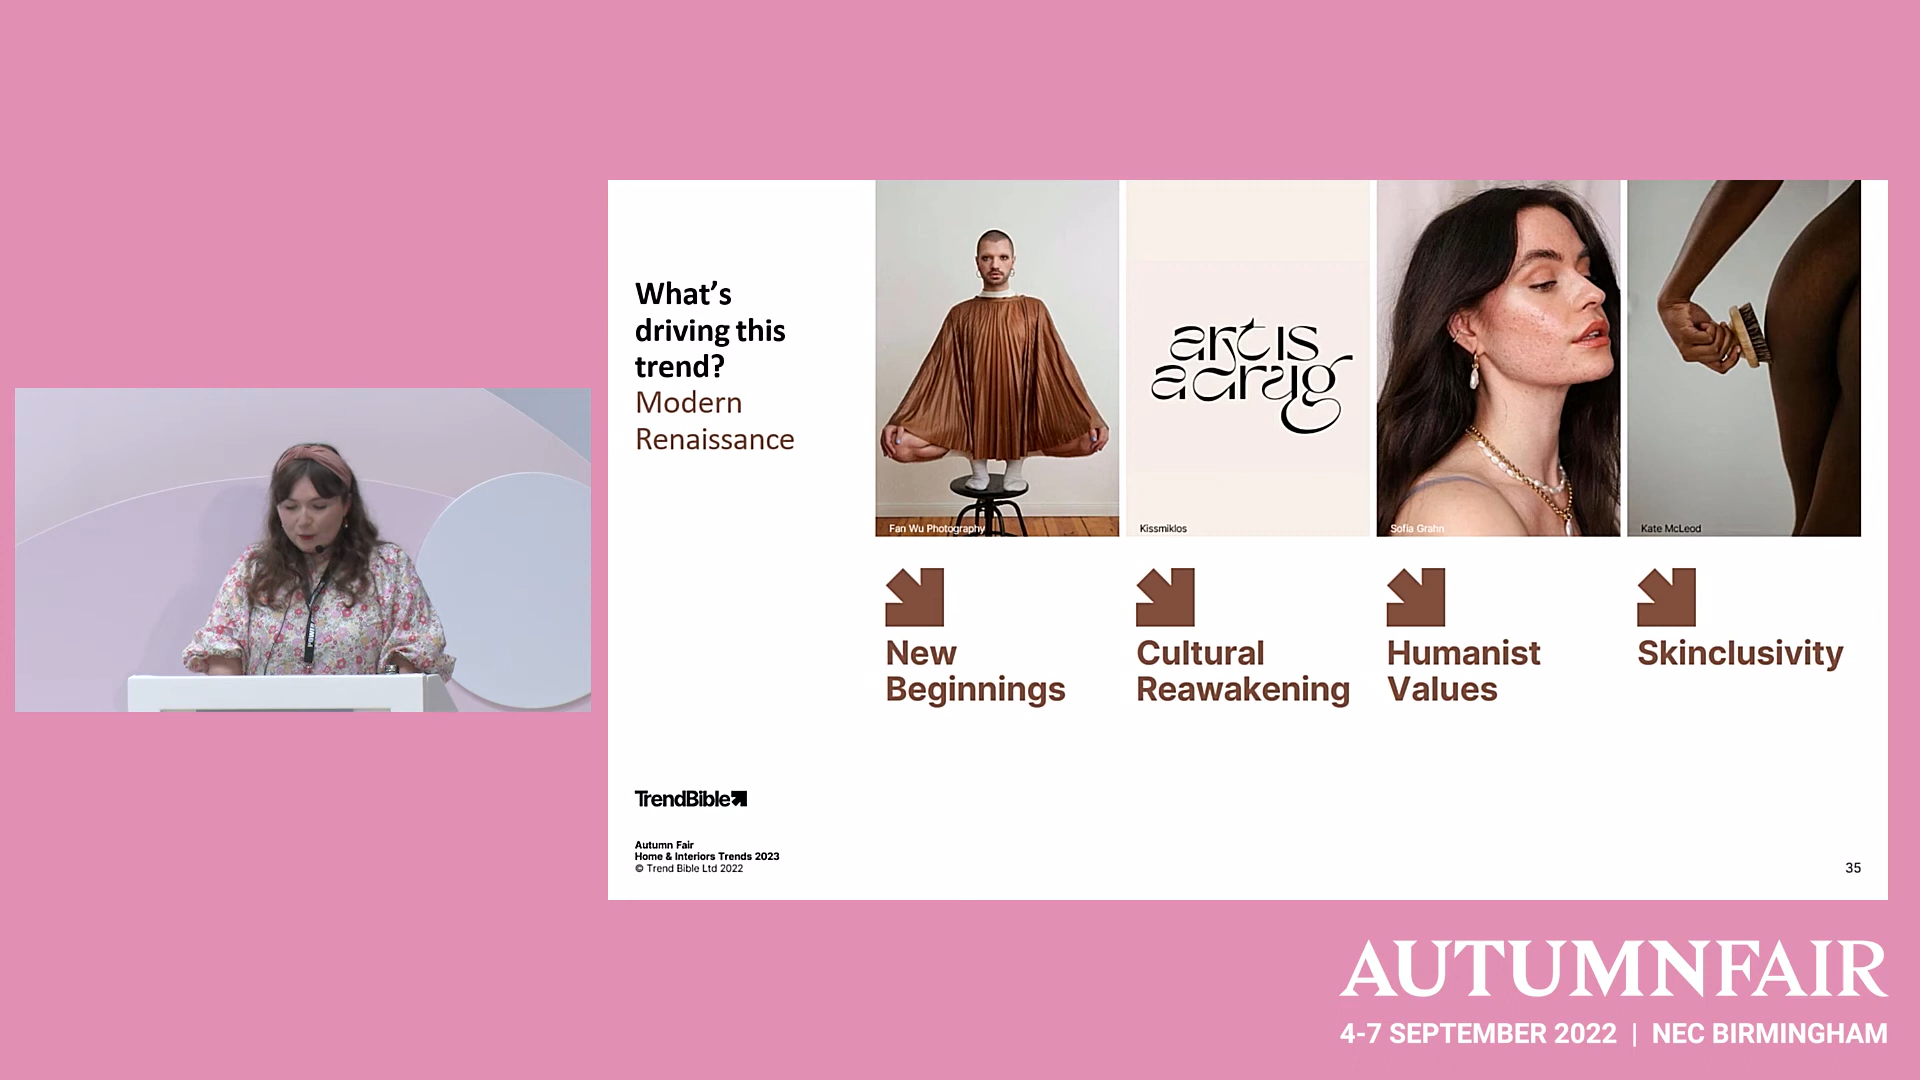 What's
driving this
trend?
Modern
Renaissance
art is
a drug
Fan Wu Photography
Kissmiklos
Sofia Grahn
Kate McLeod
New
Beginnings
Cultural
Reawakening
Humanist
Values
Skinclusivity
TrendBible
Autumn Fair
Home & Interiors Trends 2023
© Trend Bible Ltd 2022
35
AUTUMNFAIR
4-7 SEPTEMBER 2022 | NEC BIRMINGHAM